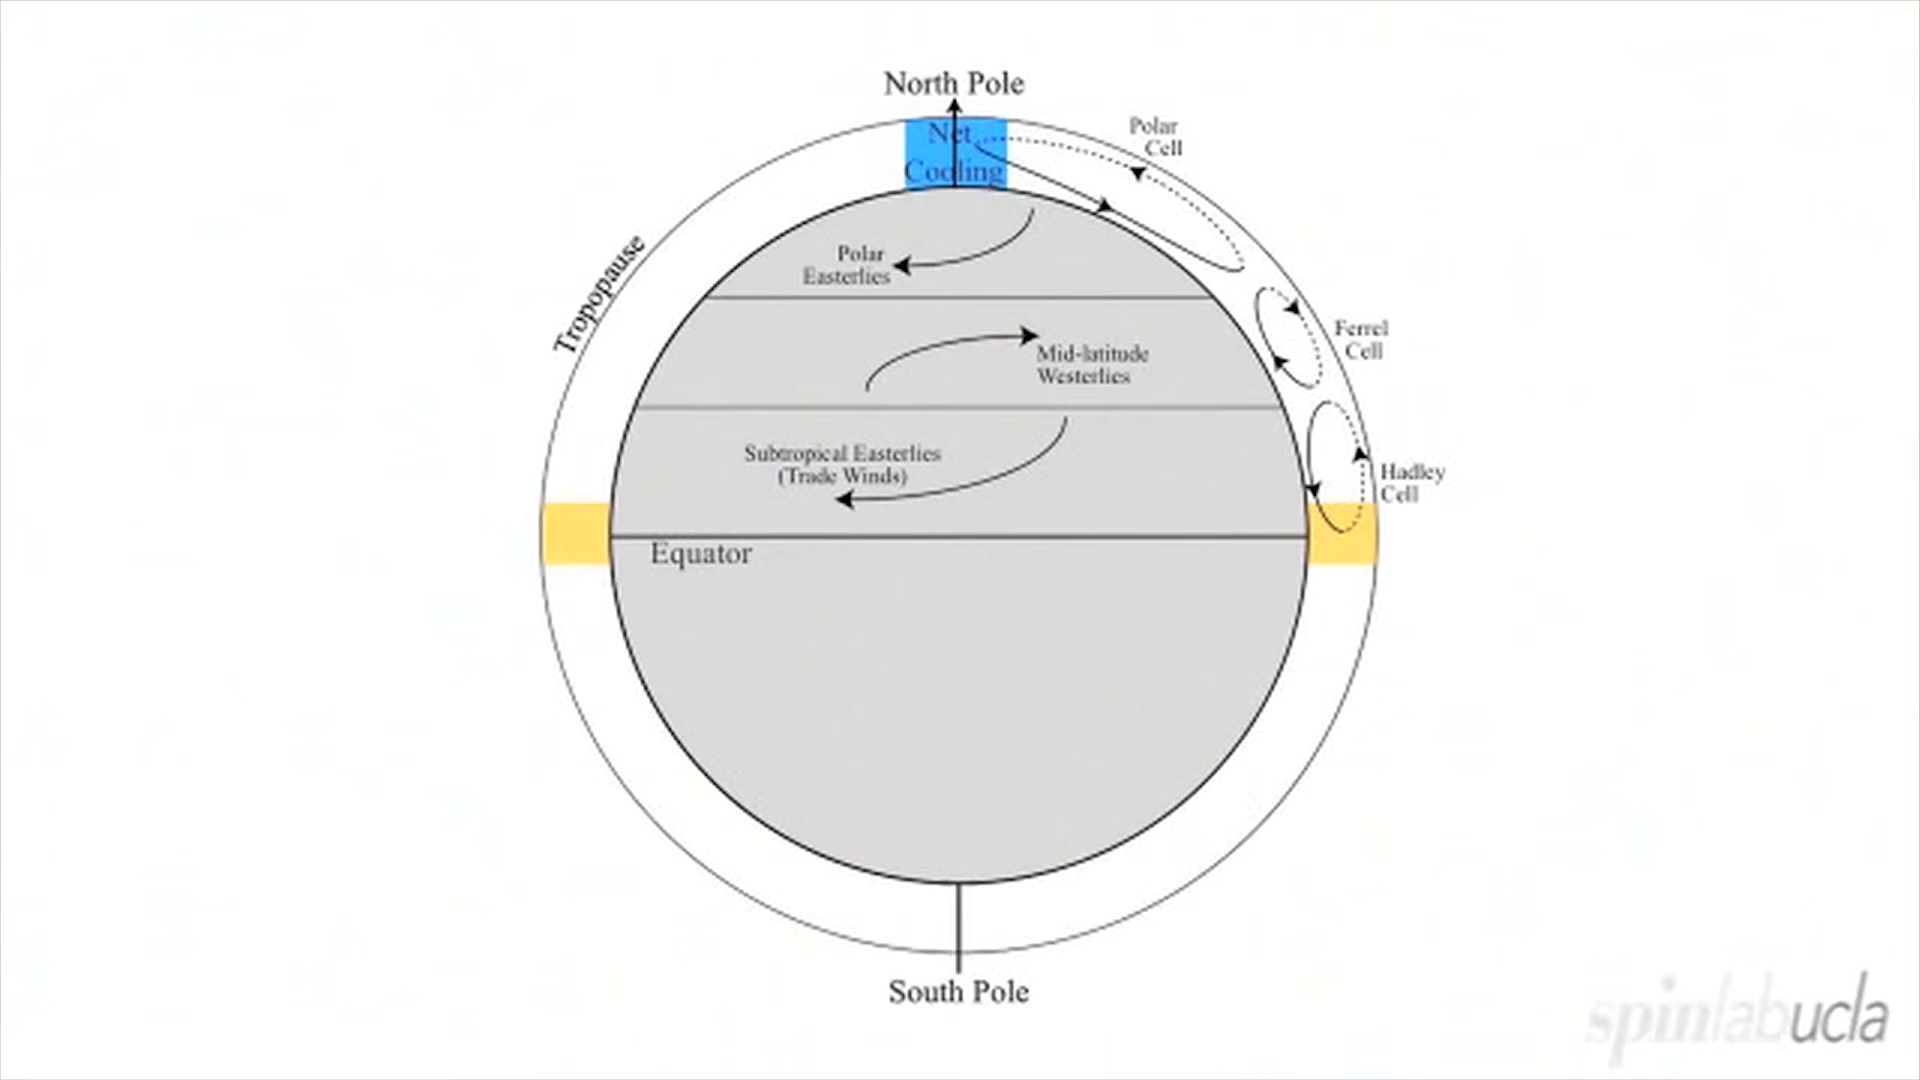 North Pole
Net
Cooling
Polar
Cell
Tropopause
Polar
Easterlies
Ferrel
Cell
Mid-latitude
Westerlies
Subtropical Easterlies
(Trade Winds)
Hadley
Cell
Equator
South Pole
spinlabucla